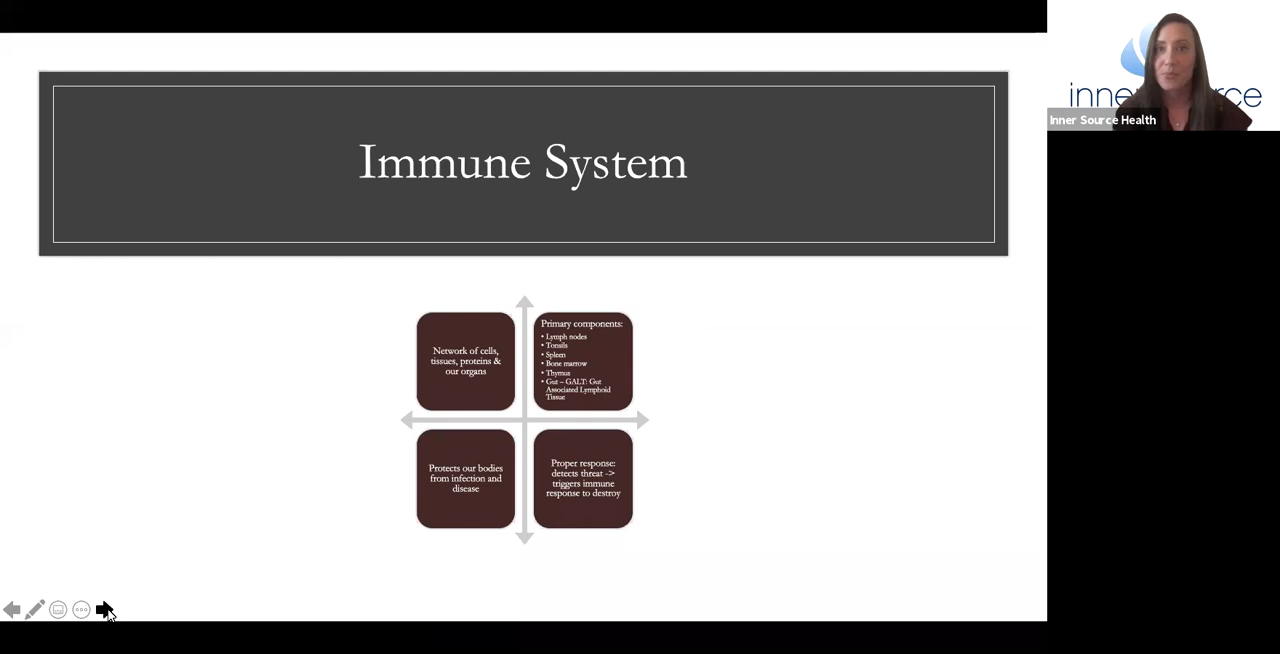 Immune System
Network of cells,
tissues, proteins &
our organs
Primary components:
• Lymph nodes
• Tonsils
• Spleen
• Bone marrow
• Thymus
• Gut – GALT: Gut
Associated Lymphoid
Tissue
Protects our bodies
from infection and
disease
Proper response:
detects threat ->
triggers immune
response to destroy
Inner Source Health